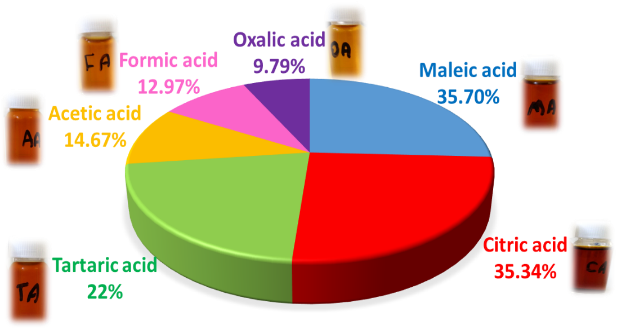 Oxalic acid
9.79%
OA
Maleic acid
35.70%
MA
Citric acid
35.34%
CA
Tartaric acid
22%
TA
Acetic acid
14.67%
AA
Formic acid
12.97%
FA